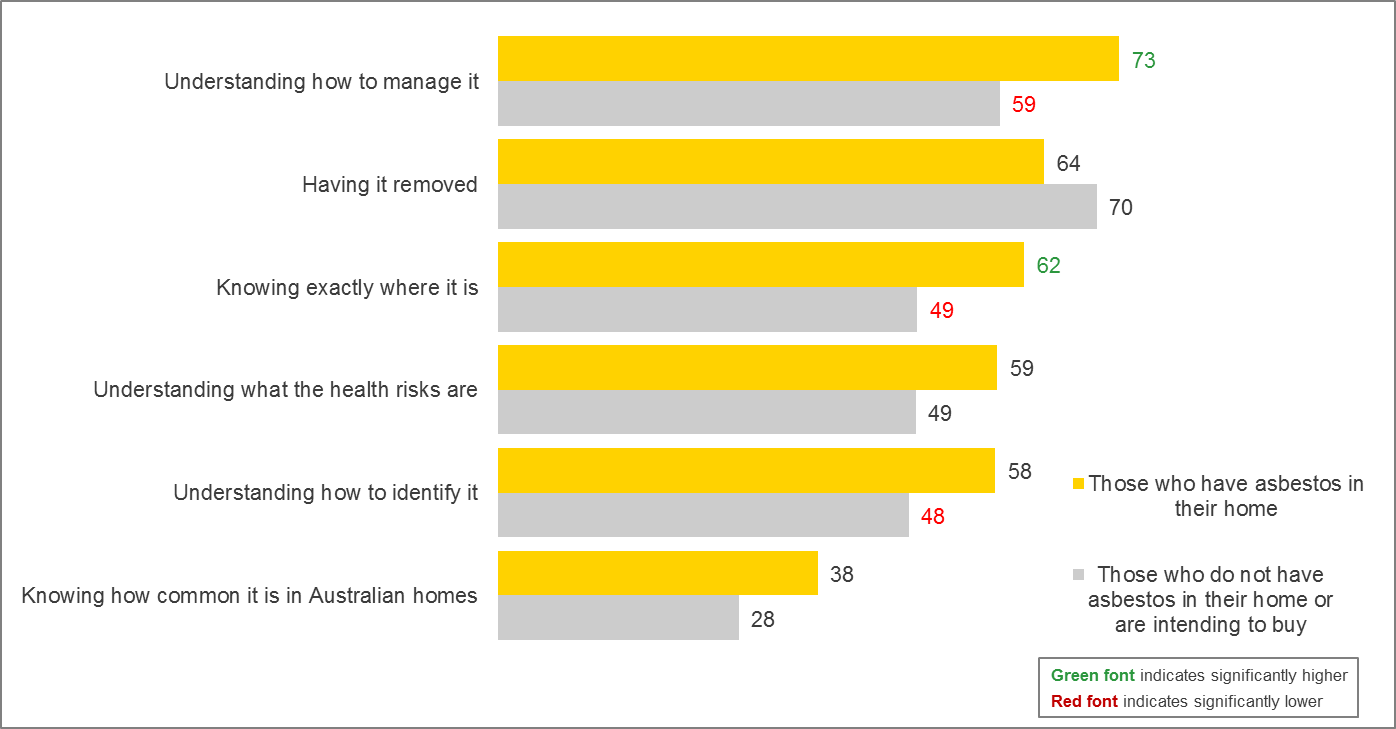 Understanding how to manage it
73
59
Having it removed
64
70
Knowing exactly where it is
62
49
Understanding what the health risks are
59
49
Understanding how to identify it
58
48
Knowing how common it is in Australian homes
38
28
Those who have asbestos in
their home
Those who do not have
asbestos in their home or
are intending to buy
Green font indicates significantly higher
Red font indicates significantly lower